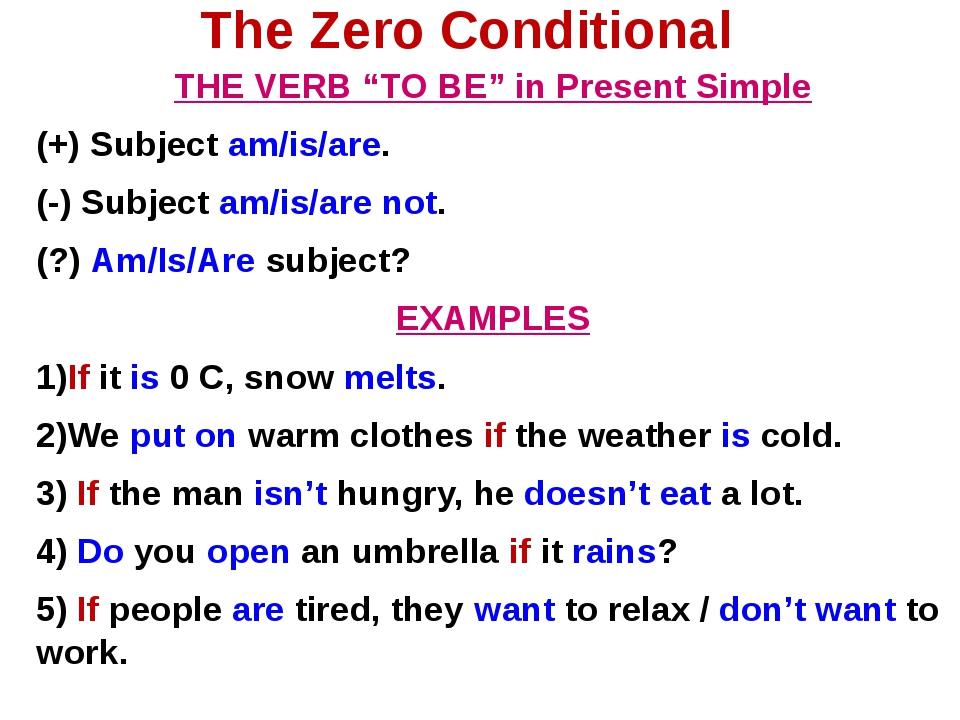 The Zero Conditional
THE VERB “TO BE” in Present Simple
(+) Subject am/is/are.
(-) Subject am/is/are not.
(?) Am/Is/Are subject?
EXAMPLES
1)If it is 0 C, snow melts.
2)We put on warm clothes if the weather is cold.
3) If the man isn’t hungry, he doesn’t eat a lot.
4) Do you open an umbrella if it rains?
5) If people are tired, they want to relax / don’t want to
work.